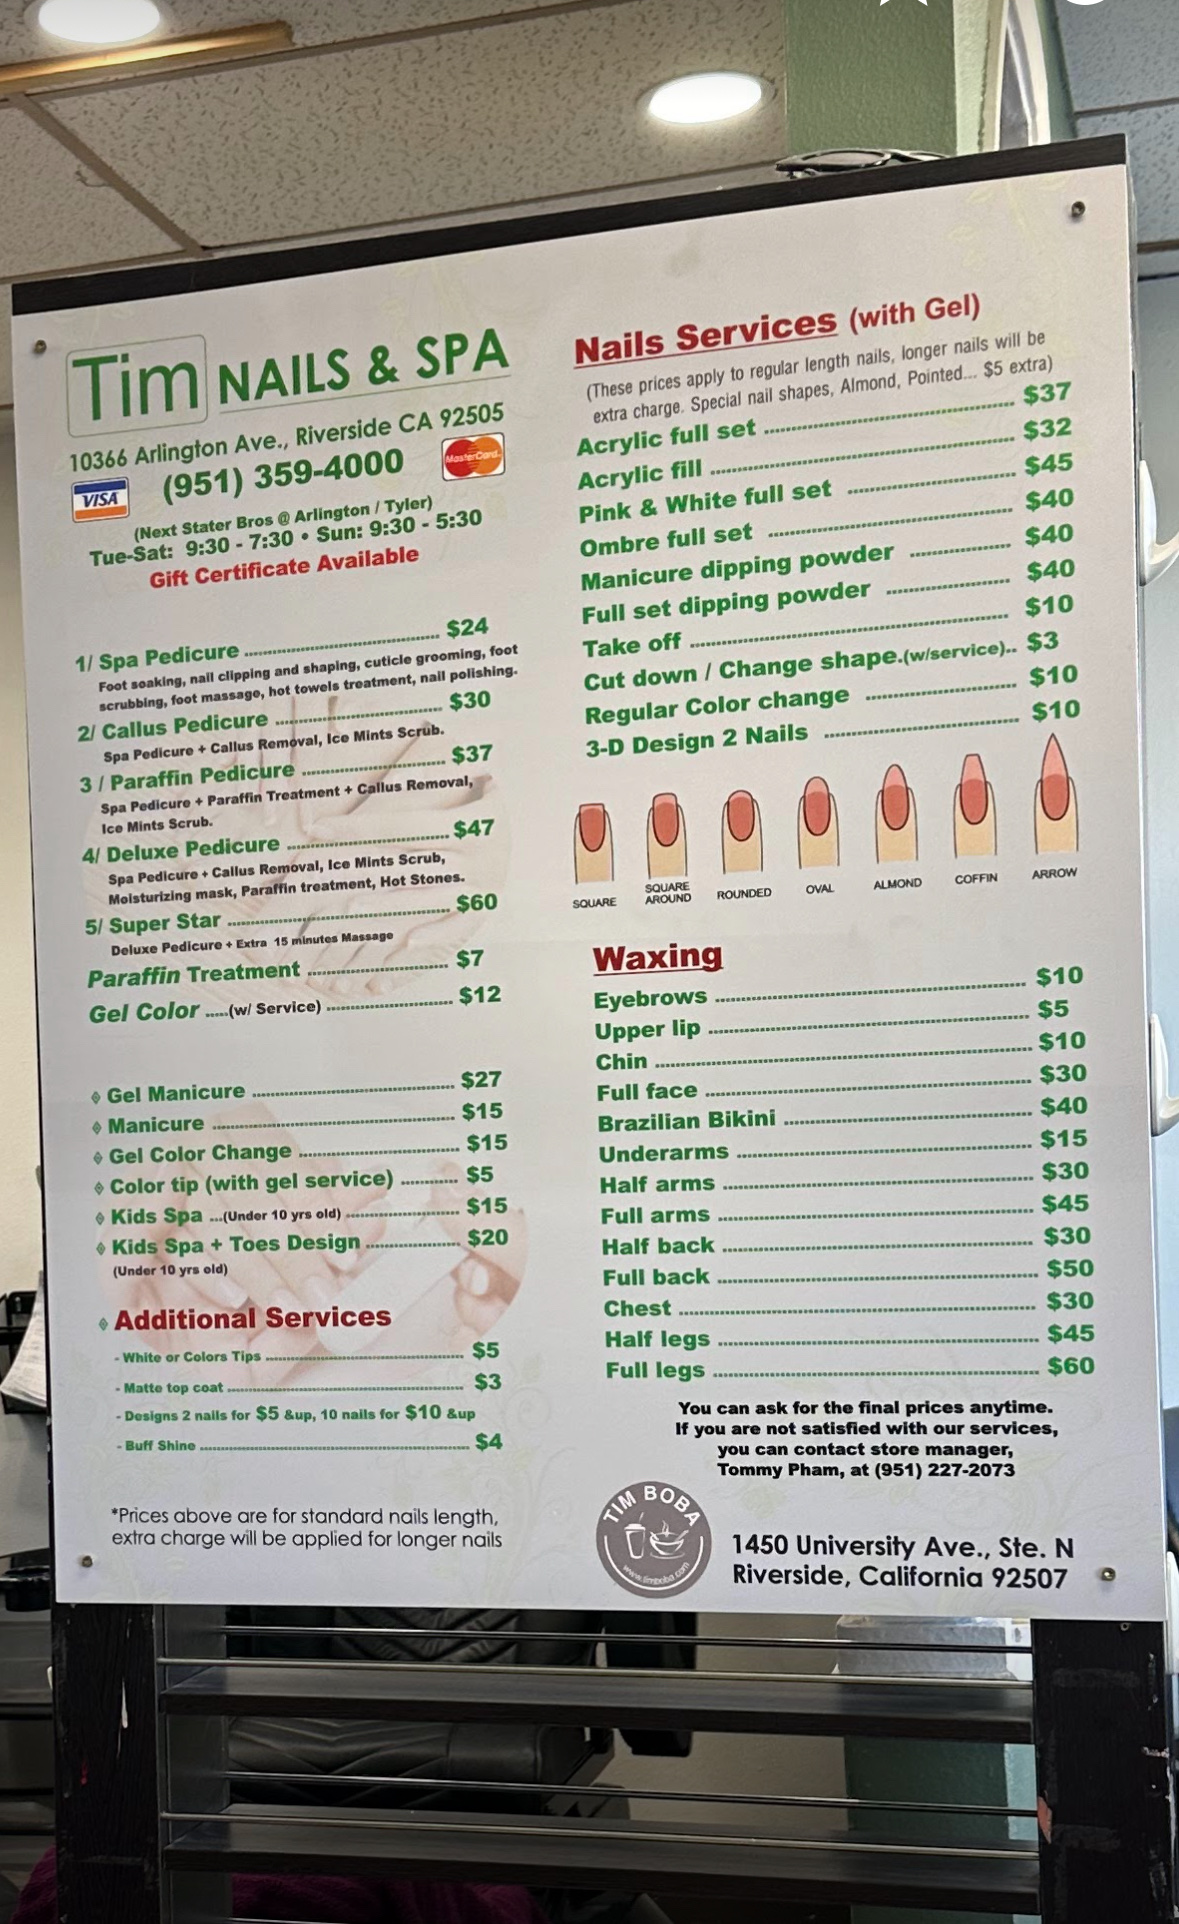 Tim NAILS & SPA
10366 Arlington Ave., Riverside CA 92505
(951) 359-4000
VISA
MasterCard
(Next Stater Bros @ Arlington / Tyler)
Tue-Sat: 9:30 - 7:30 • Sun: 9:30 - 5:30
Gift Certificate Available
1/ Spa Pedicure ........ $24
Foot soaking, nail clipping and shaping, cuticle grooming, foot
scrubbing, foot massage, hot towels treatment, nail polishing.
2/ Callus Pedicure ........ $30
Spa Pedicure + Callus Removal, Ice Mints Scrub.
3 / Paraffin Pedicure ........ $37
Spa Pedicure + Paraffin Treatment + Callus Removal,
Ice Mints Scrub.
4/ Deluxe Pedicure ........ $47
Spa Pedicure + Callus Removal, Ice Mints Scrub,
Moisturizing mask, Paraffin treatment, Hot Stones.
5/ Super Star ........ $60
Deluxe Pedicure + Extra 15 minutes Massage
Paraffin Treatment ........ $7
Gel Color .....(w/ Service) ........ $12
Gel Manicure ........ $27
Manicure ........ $15
Gel Color Change ........ $15
Color tip (with gel service) ........ $5
Kids Spa ...(Under 10 yrs old) ........ $15
Kids Spa + Toes Design ........ $20
(Under 10 yrs old)
Additional Services
- White or Colors Tips ........ $5
- Matte top coat ........ $3
- Designs 2 nails for $5 &up, 10 nails for $10 &up
- Buff Shine ........ $4
*Prices above are for standard nails length,
extra charge will be applied for longer nails
Nails Services (with Gel)
(These prices apply to regular length nails, longer nails will be
extra charge. Special nail shapes, Almond, Pointed... $5 extra)
Acrylic full set ........ $37
Acrylic fill ........ $32
Pink & White full set ........ $45
Ombre full set ........ $40
Manicure dipping powder ........ $40
Full set dipping powder ........ $40
Take off ........ $10
Cut down / Change shape.(w/service).. $3
Regular Color change ........ $10
3-D Design 2 Nails ........ $10
SQUARE
SQUARE AROUND
ROUNDED
OVAL
ALMOND
COFFIN
ARROW
Waxing
Eyebrows ........ $10
Upper lip ........ $5
Chin ........ $10
Full face ........ $30
Brazilian Bikini ........ $40
Underarms ........ $15
Half arms ........ $30
Full arms ........ $45
Half back ........ $30
Full back ........ $50
Chest ........ $30
Half legs ........ $45
Full legs ........ $60
You can ask for the final prices anytime.
If you are not satisfied with our services,
you can contact store manager,
Tommy Pham, at (951) 227-2073
TIM BOBA
www.timboba.com
1450 University Ave., Ste. N
Riverside, California 92507